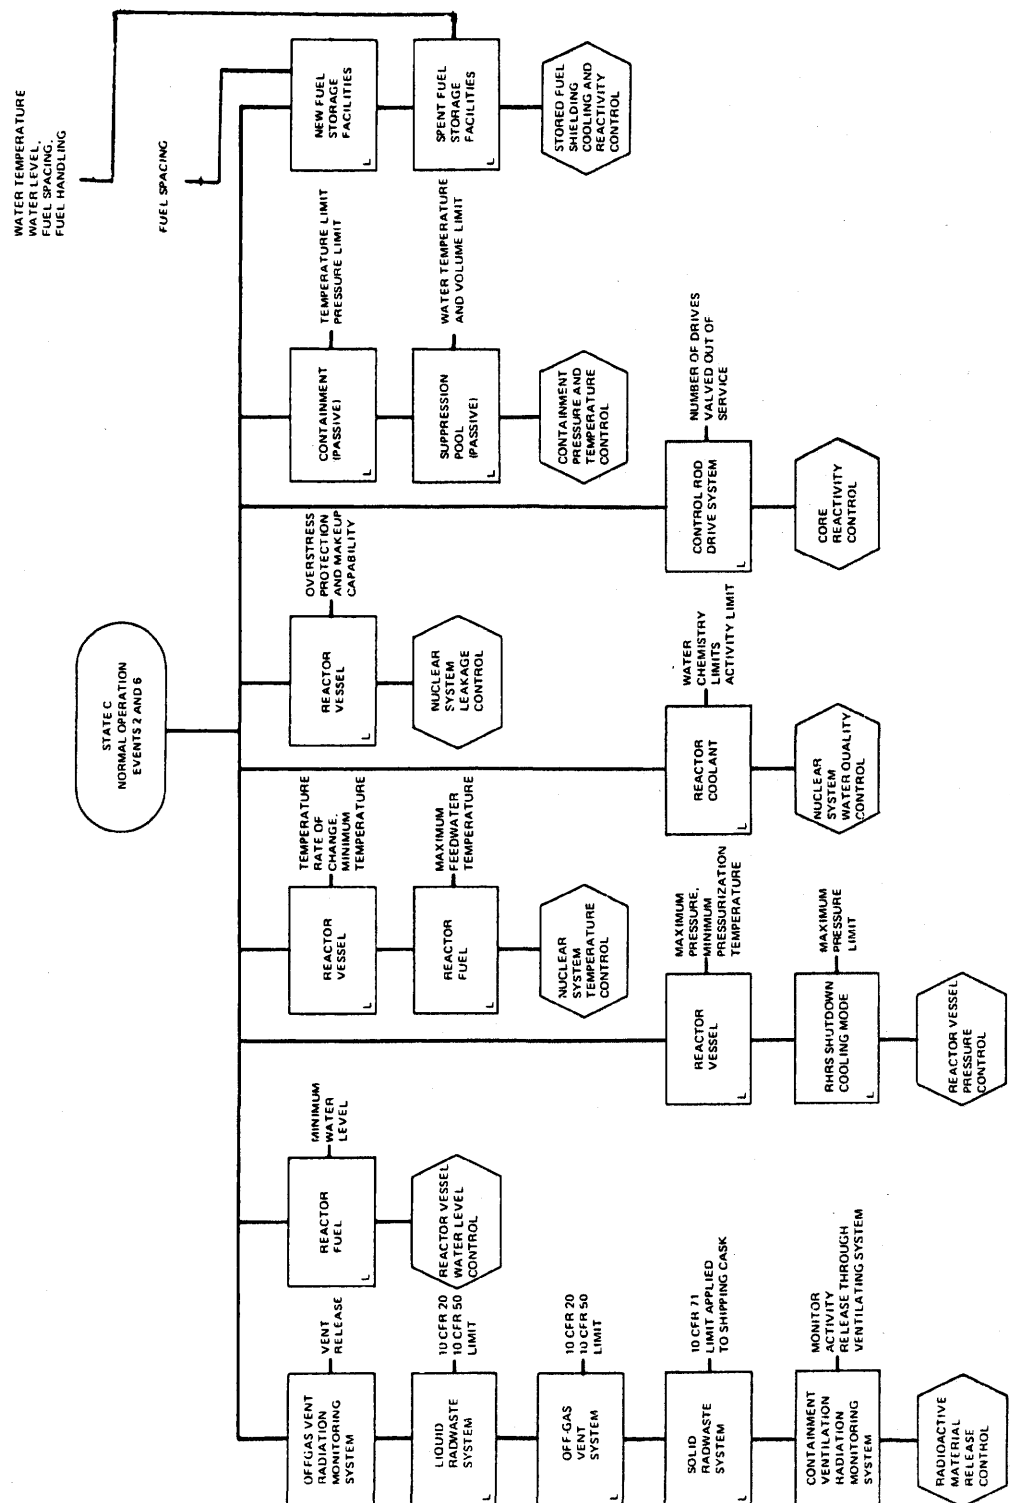 STATE C
NORMAL OPERATION
EVENTS 2 AND 6
OFFGAS VENT
RADIATION
MONITORING
SYSTEM
L
VENT
RELEASE
LIQUID
RADWASTE
SYSTEM
L
10 CFR 20
10 CFR 50
LIMIT
OFF-GAS
VENT
SYSTEM
L
10 CFR 20
10 CFR 50
LIMIT
SOLID
RADWASTE
SYSTEM
L
10 CFR 71
LIMIT APPLIED
TO SHIPPING CASK
CONTAINMENT
VENTILATION
RADIATION
MONITORING
SYSTEM
L
MONITOR
ACTIVITY
RELEASE THROUGH
VENTILATING SYSTEM
RADIOACTIVE
MATERIAL
RELEASE
CONTROL
REACTOR
FUEL
L
MINIMUM
WATER
LEVEL
REACTOR VESSEL
WATER LEVEL
CONTROL
REACTOR
VESSEL
L
MAXIMUM
PRESSURE,
MINIMUM
PRESSURIZATION
TEMPERATURE
RHRS SHUTDOWN
COOLING MODE
L
MAXIMUM
PRESSURE
LIMIT
REACTOR VESSEL
PRESSURE
CONTROL
REACTOR
VESSEL
L
TEMPERATURE
RATE OF
CHANGE,
MINIMUM
TEMPERATURE
REACTOR
FUEL
L
MAXIMUM
FEEDWATER
TEMPERATURE
NUCLEAR
SYSTEM
TEMPERATURE
CONTROL
REACTOR
COOLANT
L
WATER
CHEMISTRY
LIMITS
ACTIVITY LIMIT
NUCLEAR
SYSTEM
WATER QUALITY
CONTROL
REACTOR
VESSEL
L
OVERSTRESS
PROTECTION
AND MAKEUP
CAPABILITY
NUCLEAR
SYSTEM
LEAKAGE
CONTROL
CONTROL ROD
DRIVE SYSTEM
L
NUMBER OF DRIVES
VALVED OUT OF
SERVICE
CORE
REACTIVITY
CONTROL
CONTAINMENT
(PASSIVE)
L
TEMPERATURE LIMIT
PRESSURE LIMIT
SUPPRESSION
POOL
(PASSIVE)
L
WATER TEMPERATURE
AND VOLUME LIMIT
CONTAINMENT
PRESSURE AND
TEMPERATURE
CONTROL
WATER TEMPERATURE
WATER LEVEL,
FUEL SPACING,
FUEL HANDLING
FUEL SPACING
NEW FUEL
STORAGE
FACILITIES
L
SPENT FUEL
STORAGE
FACILITIES
L
STORED FUEL
SHIELDING
COOLING AND
REACTIVITY
CONTROL